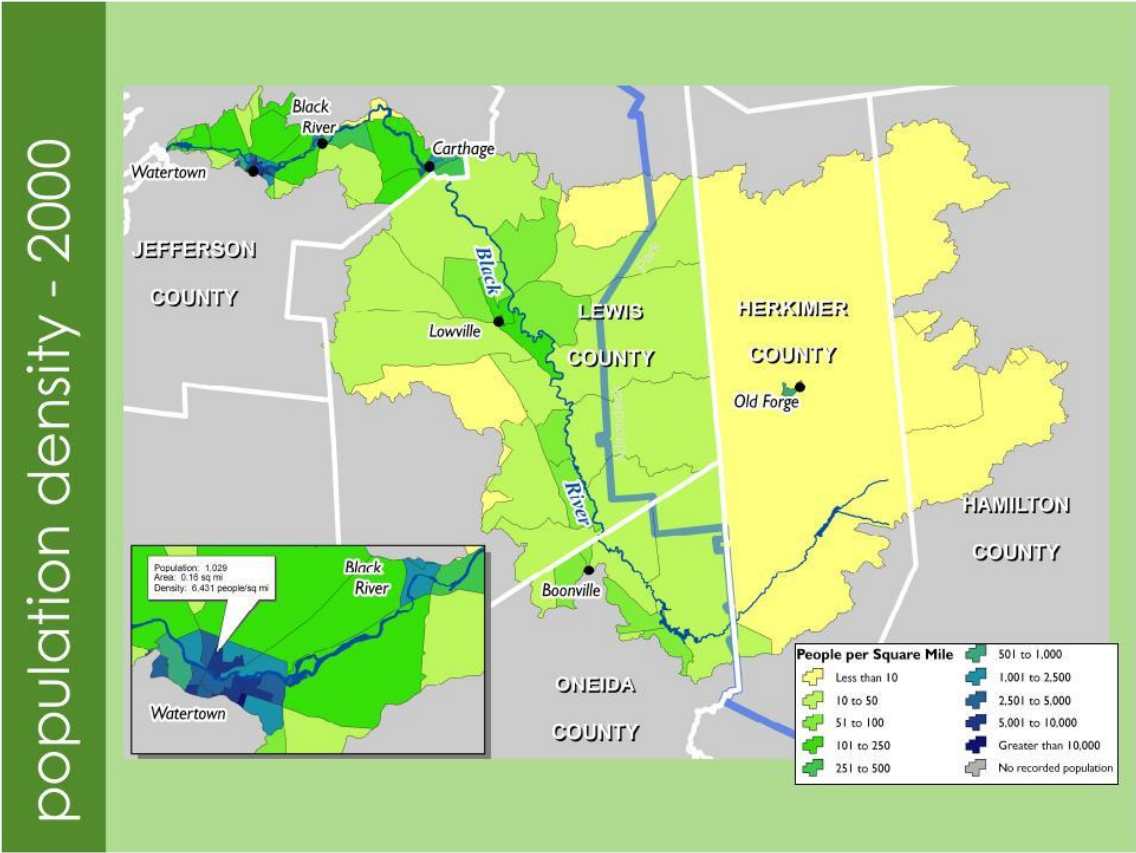 population density - 2000
Black
River
Carthage
Watertown
JEFFERSON
COUNTY
Black
Park
Lowville
LEWIS
COUNTY
HERKIMER
COUNTY
Old Forge
River
HAMILTON
COUNTY
Boonville
ONEIDA
COUNTY
Population: 1,029
Area: 0.16 sq mi
Density: 6,431 people/sq mi
Black
River
Watertown
People per Square Mile
Less than 10
10 to 50
51 to 100
101 to 250
251 to 500
501 to 1,000
1,001 to 2,500
2,501 to 5,000
5,001 to 10,000
Greater than 10,000
No recorded population